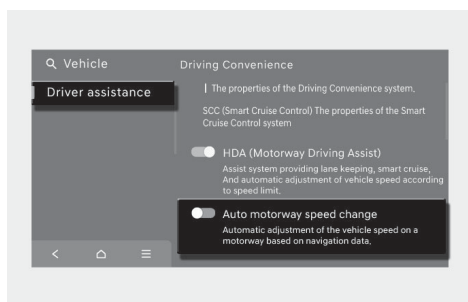 Vehicle
Driver assistance
Driving Convenience
The properties of the Driving Convenience system.
SCC (Smart Cruise Control) The properties of the Smart
Cruise Control system
HDA (Motorway Driving Assist)
Assist system providing lane keeping, smart cruise,
And automatic adjustment of vehicle speed according
to speed limit.
Auto motorway speed change
Automatic adjustment of the vehicle speed on a
motorway based on navigation data.